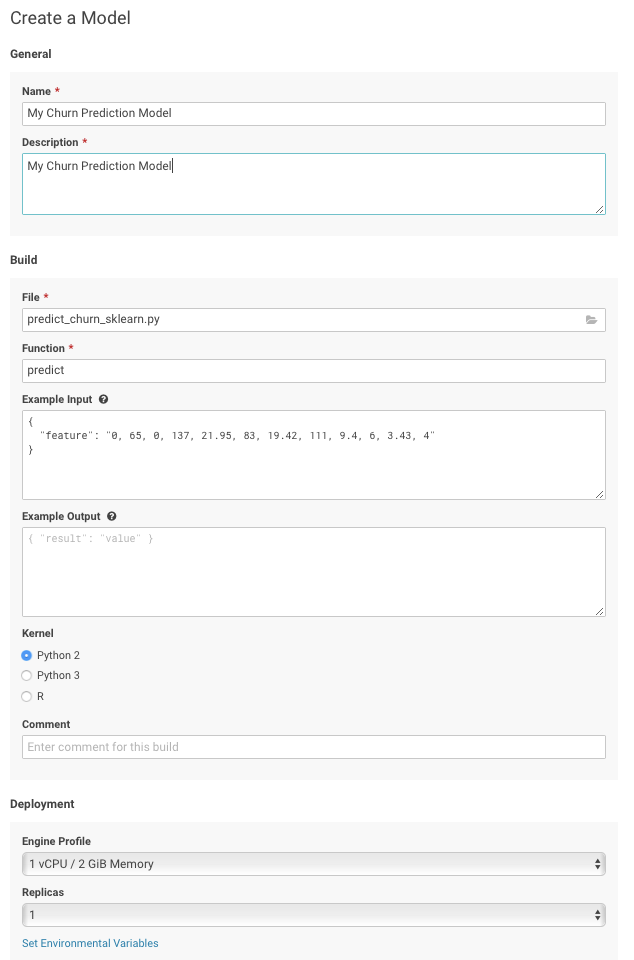 Create a Model
General
Name *
My Churn Prediction Model
Description *
My Churn Prediction Model
Build
File *
predict_churn_sklearn.py
Function *
predict
Example Input
{
"feature": "0, 65, 0, 137, 21.95, 83, 19.42, 111, 9.4, 6, 3.43, 4"
}
Example Output
{ "result": "value" }
Kernel
Python 2
Python 3
R
Comment
Enter comment for this build
Deployment
Engine Profile
1 vCPU / 2 GiB Memory
Replicas
1
Set Environmental Variables